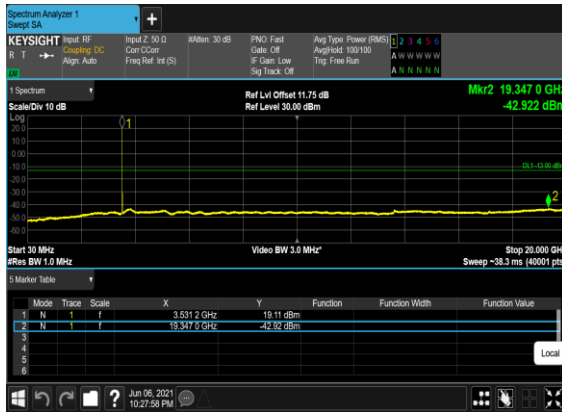 Spectrum Analyzer 1
Swept SA
+
KEYSIGHT Input: RF Input Z: 50 Ω #Atten: 30 dB PNO: Fast Avg Type: Power (RMS) 1 2 3 4 5 6
R T Coupling: DC Corr CCorr Gate: Off Avg|Hold: 100/100 A W W W W W
Align: Auto Freq Ref: Int (S) IF Gain: Low Trig: Free Run
Sig Track: Off A N N N N N
1 Spectrum
Ref Lvl Offset 11.75 dB Mkr2 19.347 0 GHz
Scale/Div 10 dB Ref Level 30.00 dBm -42.922 dBm
Log
1
20.0
10.0
0.00
-10.0
DL1 -13.00 dBm
-20.0
-30.0
-40.0
2
-50.0
-60.0
Start 30 MHz Video BW 3.0 MHz* Stop 20.000 GHz
#Res BW 1.0 MHz Sweep ~38.3 ms (40001 pts)
5 Marker Table
Mode Trace Scale X Y Function Function Width Function Value
1 N 1 f 3.531 2 GHz 19.11 dBm
2 N 1 f 19.347 0 GHz -42.92 dBm
3
4
5
6
Local
? Jun 06, 2021
10:27:58 PM